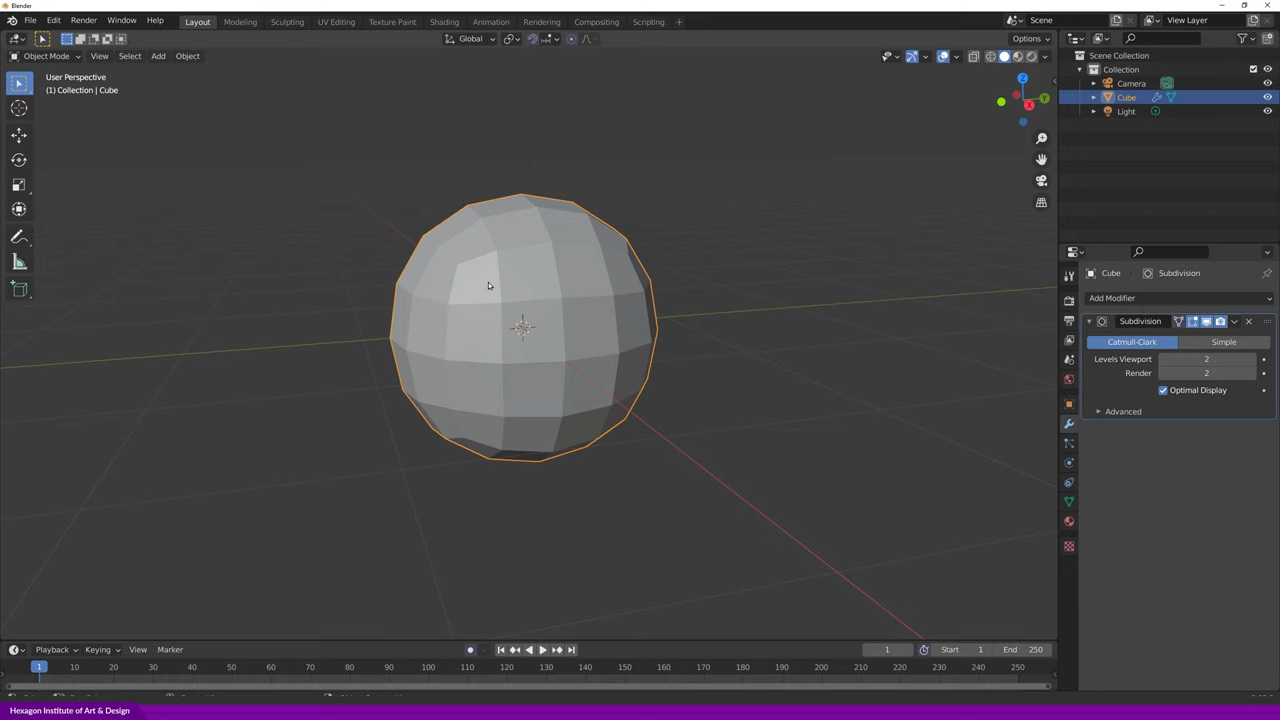 Blender
File Edit Render Window Help Layout Modeling Sculpting UV Editing Texture Paint Shading Animation Rendering Compositing Scripting + Scene View Layer
Global Options
Object Mode View Select Add Object
User Perspective
(1) Collection | Cube
Z
Y
X
Scene Collection
Collection
Camera
Cube
Light
Cube Subdivision
Add Modifier
Subdivision
Catmull-Clark Simple
Levels Viewport 2
Render 2
Optimal Display
Advanced
Playback Keying View Marker 1 Start 1 End 250
1 10 20 30 40 50 60 70 80 90 100 110 120 130 140 150 160 170 180 190 200 210 220 230 240 250
Hexagon Institute of Art & Design